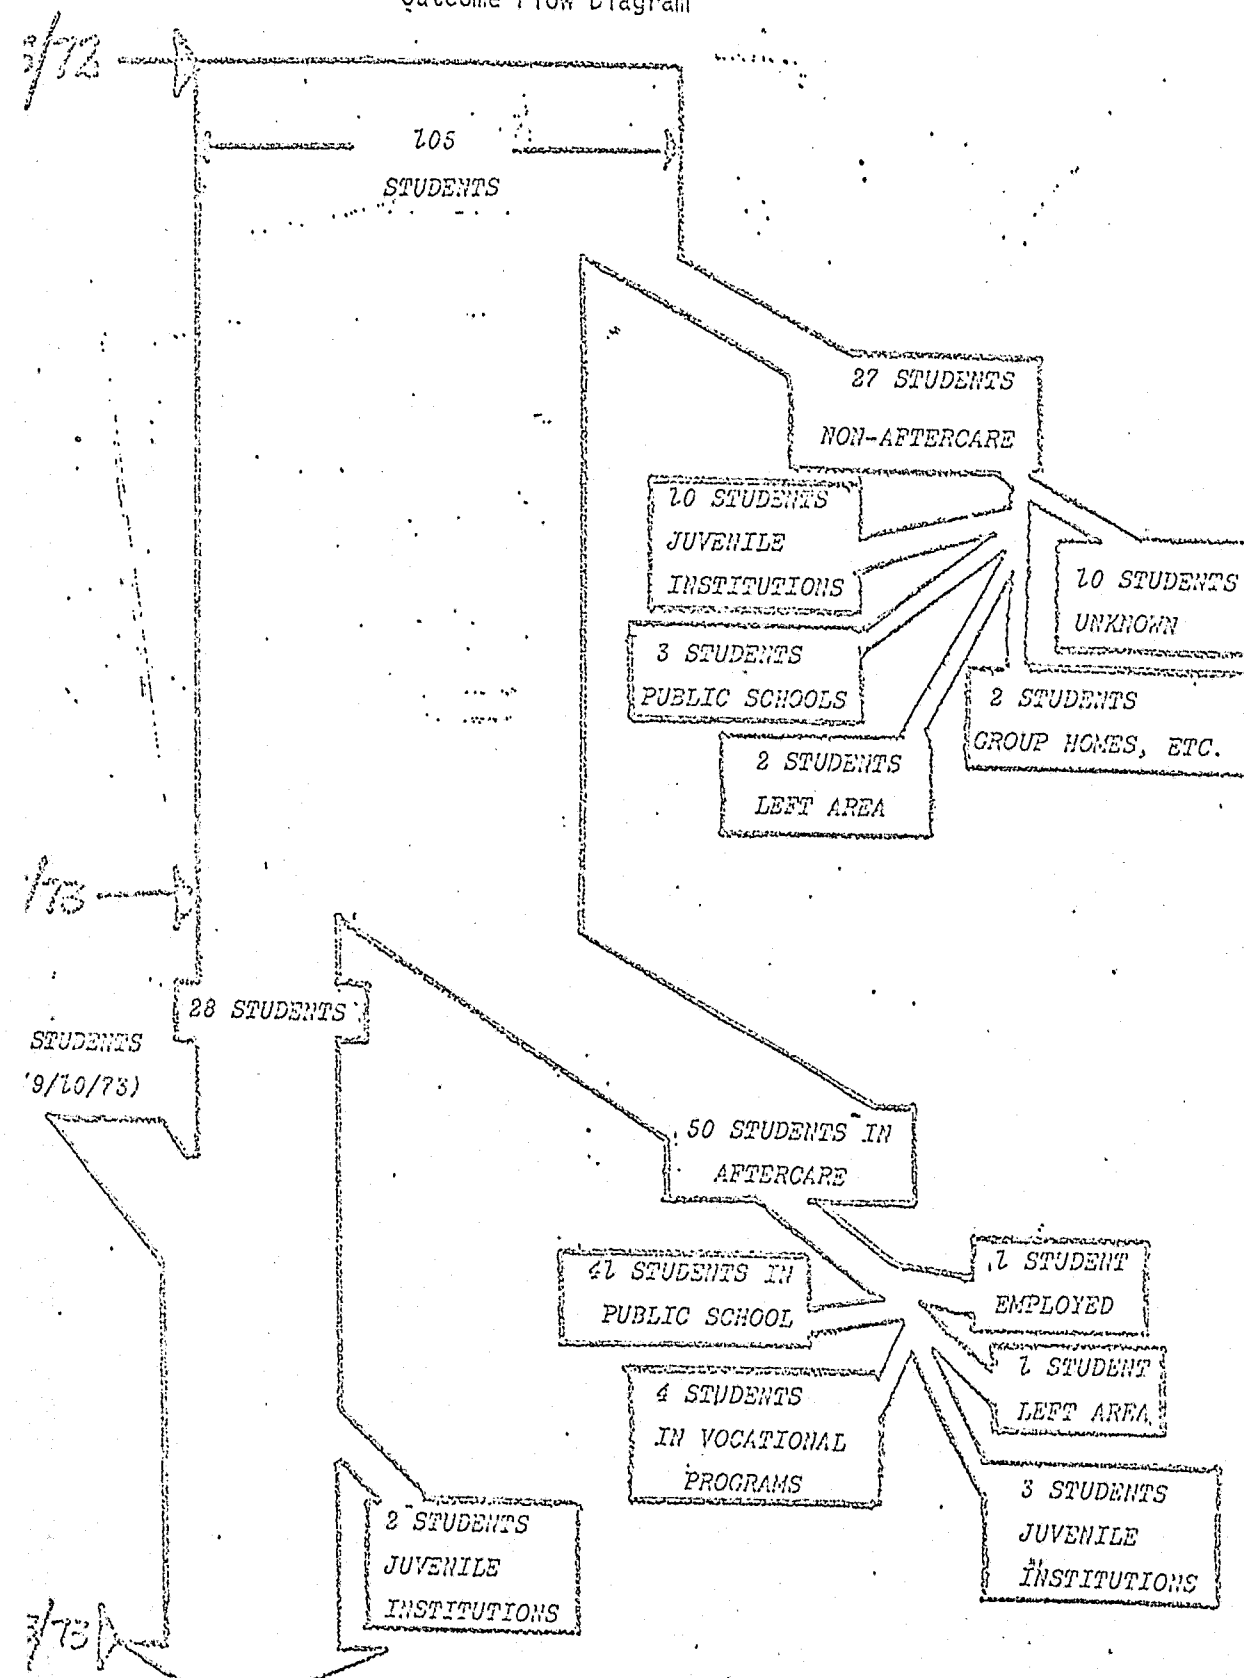 Outcome Flow Diagram
/72
105
STUDENTS
27 STUDENTS
NON-AFTERCARE
10 STUDENTS
JUVENILE
INSTITUTIONS
10 STUDENTS
UNKNOWN
3 STUDENTS
PUBLIC SCHOOLS
2 STUDENTS
GROUP HOMES, ETC.
2 STUDENTS
LEFT AREA
/73
28 STUDENTS
STUDENTS
9/10/73)
50 STUDENTS IN
AFTERCARE
41 STUDENTS IN
PUBLIC SCHOOL
1 STUDENT
EMPLOYED
1 STUDENT
LEFT AREA
4 STUDENTS
IN VOCATIONAL
PROGRAMS
3 STUDENTS
JUVENILE
INSTITUTIONS
2 STUDENTS
JUVENILE
INSTITUTIONS
/73